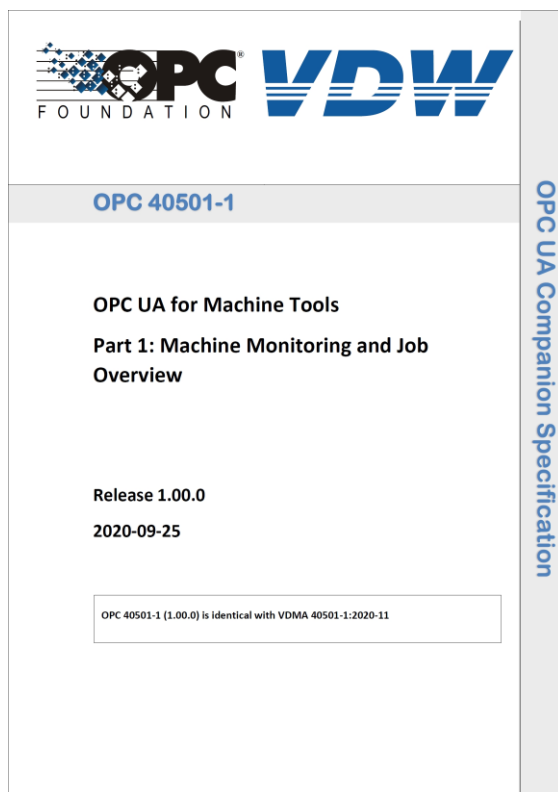 OPC®
FOUNDATION
VDW
OPC 40501-1
OPC UA Companion Specification
OPC UA for Machine Tools
Part 1: Machine Monitoring and Job
Overview
Release 1.00.0
2020-09-25
OPC 40501-1 (1.00.0) is identical with VDMA 40501-1:2020-11